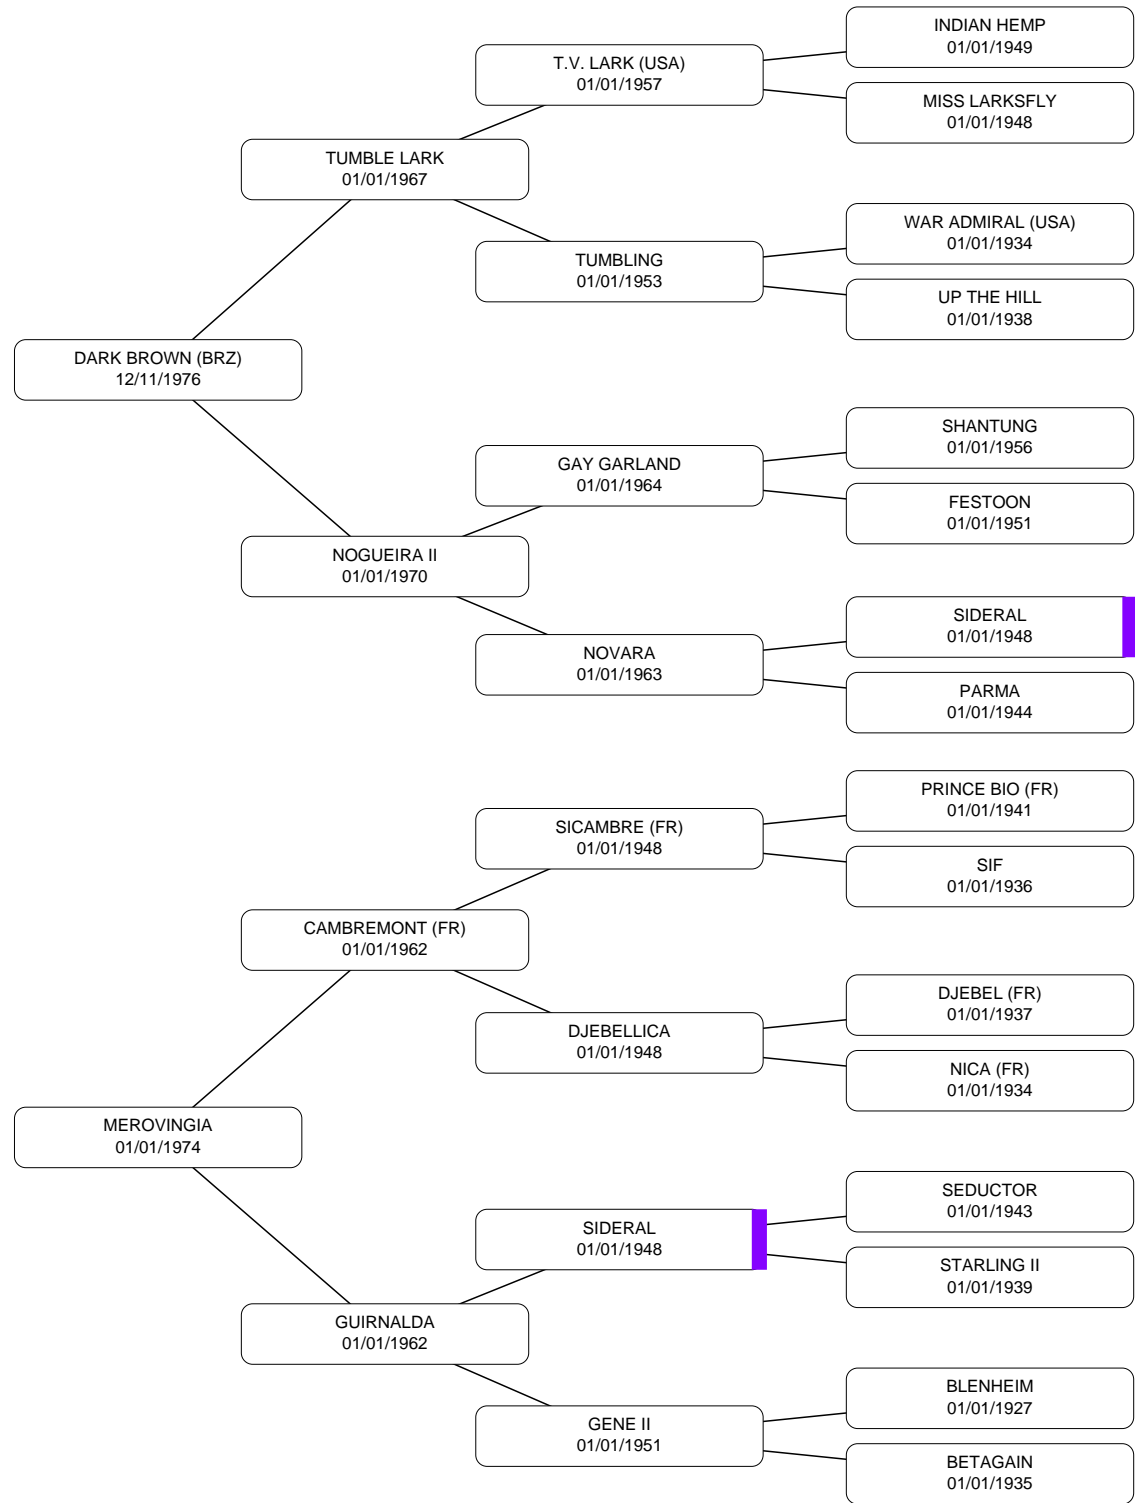 INDIAN HEMP
01/01/1949
T.V. LARK (USA)
01/01/1957
MISS LARKSFLY
01/01/1948
TUMBLE LARK
01/01/1967
WAR ADMIRAL (USA)
01/01/1934
TUMBLING
01/01/1953
UP THE HILL
01/01/1938
DARK BROWN (BRZ)
12/11/1976
SHANTUNG
01/01/1956
GAY GARLAND
01/01/1964
FESTOON
01/01/1951
NOGUEIRA II
01/01/1970
SIDERAL
01/01/1948
NOVARA
01/01/1963
PARMA
01/01/1944
PRINCE BIO (FR)
01/01/1941
SICAMBRE (FR)
01/01/1948
SIF
01/01/1936
CAMBREMONT (FR)
01/01/1962
DJEBEL (FR)
01/01/1937
DJEBELLICA
01/01/1948
NICA (FR)
01/01/1934
MEROVINGIA
01/01/1974
SEDUCTOR
01/01/1943
SIDERAL
01/01/1948
STARLING II
01/01/1939
GUIRNALDA
01/01/1962
BLENHEIM
01/01/1927
GENE II
01/01/1951
BETAGAIN
01/01/1935